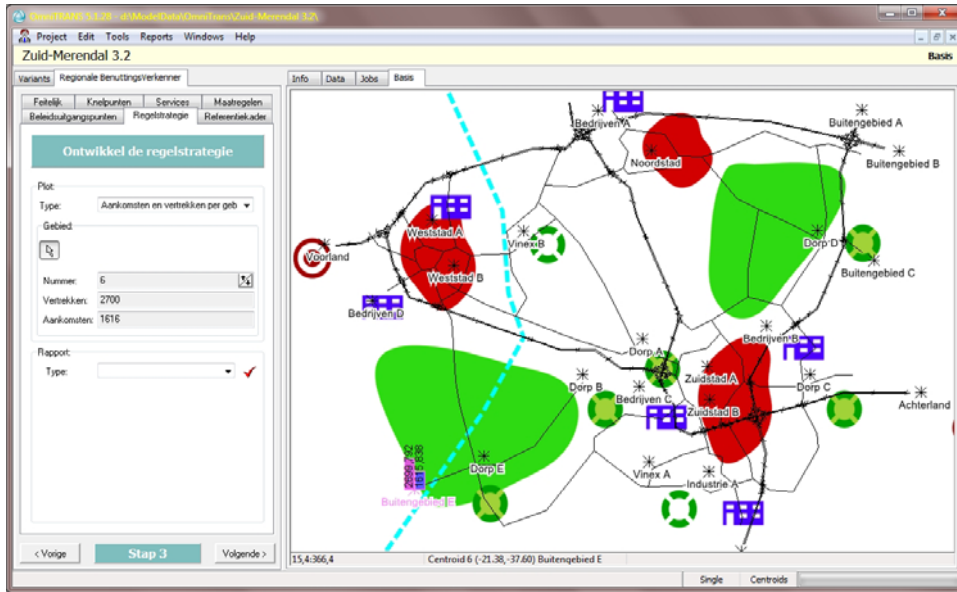 OmniTRANS 5.1.28 - d:\ModelData\OmniTrans\Zuid-Merendal 3.2\
Project Edit Tools Reports Windows Help
Zuid-Merendal 3.2
Basis
Variants Regionale BenuttingsVerkenner
Info Data Jobs Basis
Feitelijk Knelpunten Services Maatregelen
Beleidsuitgangspunten Regelstrategie Referentiekader
Ontwikkel de regelstrategie
Plot:
Type: Aankomsten en vertrekken per geb
Gebied:
Nummer: 6
Vertrekken: 2700
Aankomsten: 1616
Rapport:
Type:
< Vorige Stap 3 Volgende >
Bedrijven A
Buitengebied A
Buitengebied B
Noordstad
Weststad A
Vinex B
Dorp D
Voorland
Weststad B
Buitengebied C
Bedrijven D
Bedrijven B
Dorp A
Zuidstad A
Dorp B
Dorp C
Bedrijven C
Achterland
Zuidstad B
2699,792
1615,638
Dorp E
Vinex A
Industrie A
Buitengebied E
15,4:366,4
Centroid 6 (-21.38,-37.60) Buitengebied E
Single Centroids